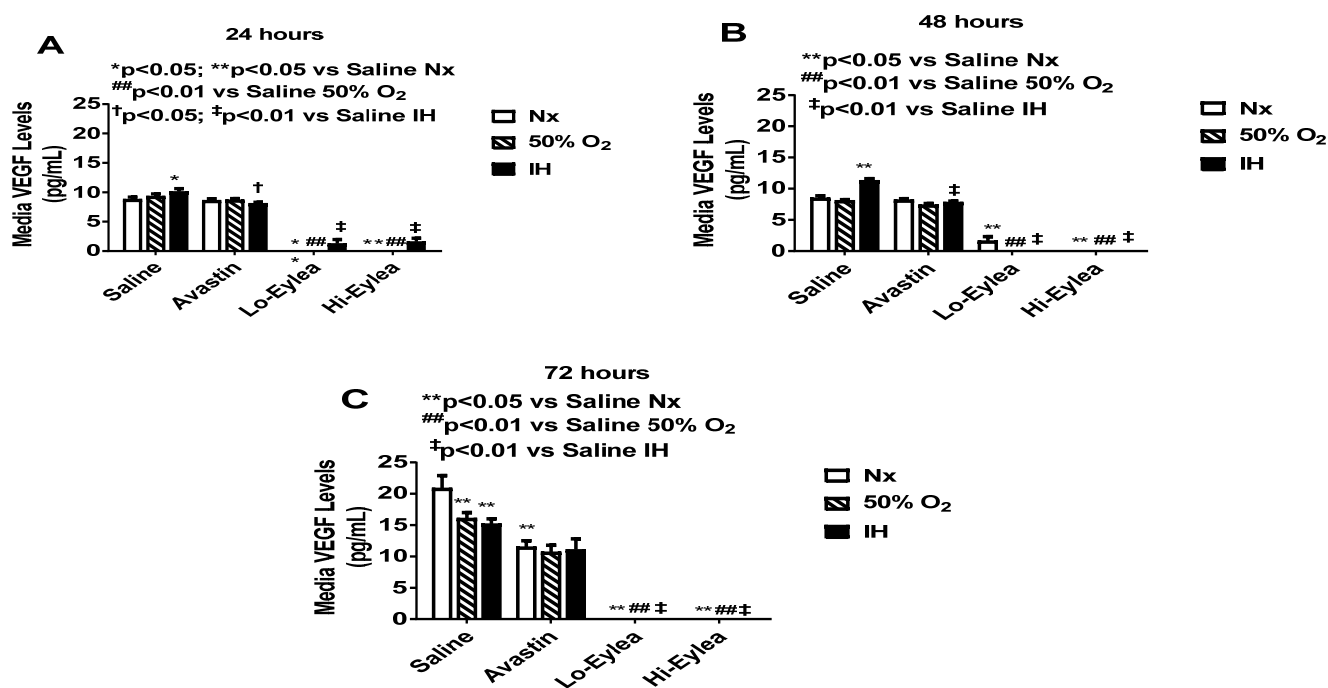 A
24 hours
*p<0.05; **p<0.05 vs Saline Nx
##p<0.01 vs Saline 50% O2
†p<0.05; ‡p<0.01 vs Saline IH
Media VEGF Levels
(pg/mL)
25
20
15
10
5
0
*
†
* ## ‡
*
** ## ‡
Saline
Avastin
Lo-Eylea
Hi-Eylea
Nx
50% O2
IH
B
48 hours
**p<0.05 vs Saline Nx
##p<0.01 vs Saline 50% O2
‡p<0.01 vs Saline IH
Media VEGF Levels
(pg/mL)
25
20
15
10
5
0
**
‡
** ## ‡
** ## ‡
Saline
Avastin
Lo-Eylea
Hi-Eylea
Nx
50% O2
IH
C
72 hours
**p<0.05 vs Saline Nx
##p<0.01 vs Saline 50% O2
‡p<0.01 vs Saline IH
Media VEGF Levels
(pg/mL)
25
20
15
10
5
0
** **
**
** ## ‡
** ## ‡
Saline
Avastin
Lo-Eylea
Hi-Eylea
Nx
50% O2
IH